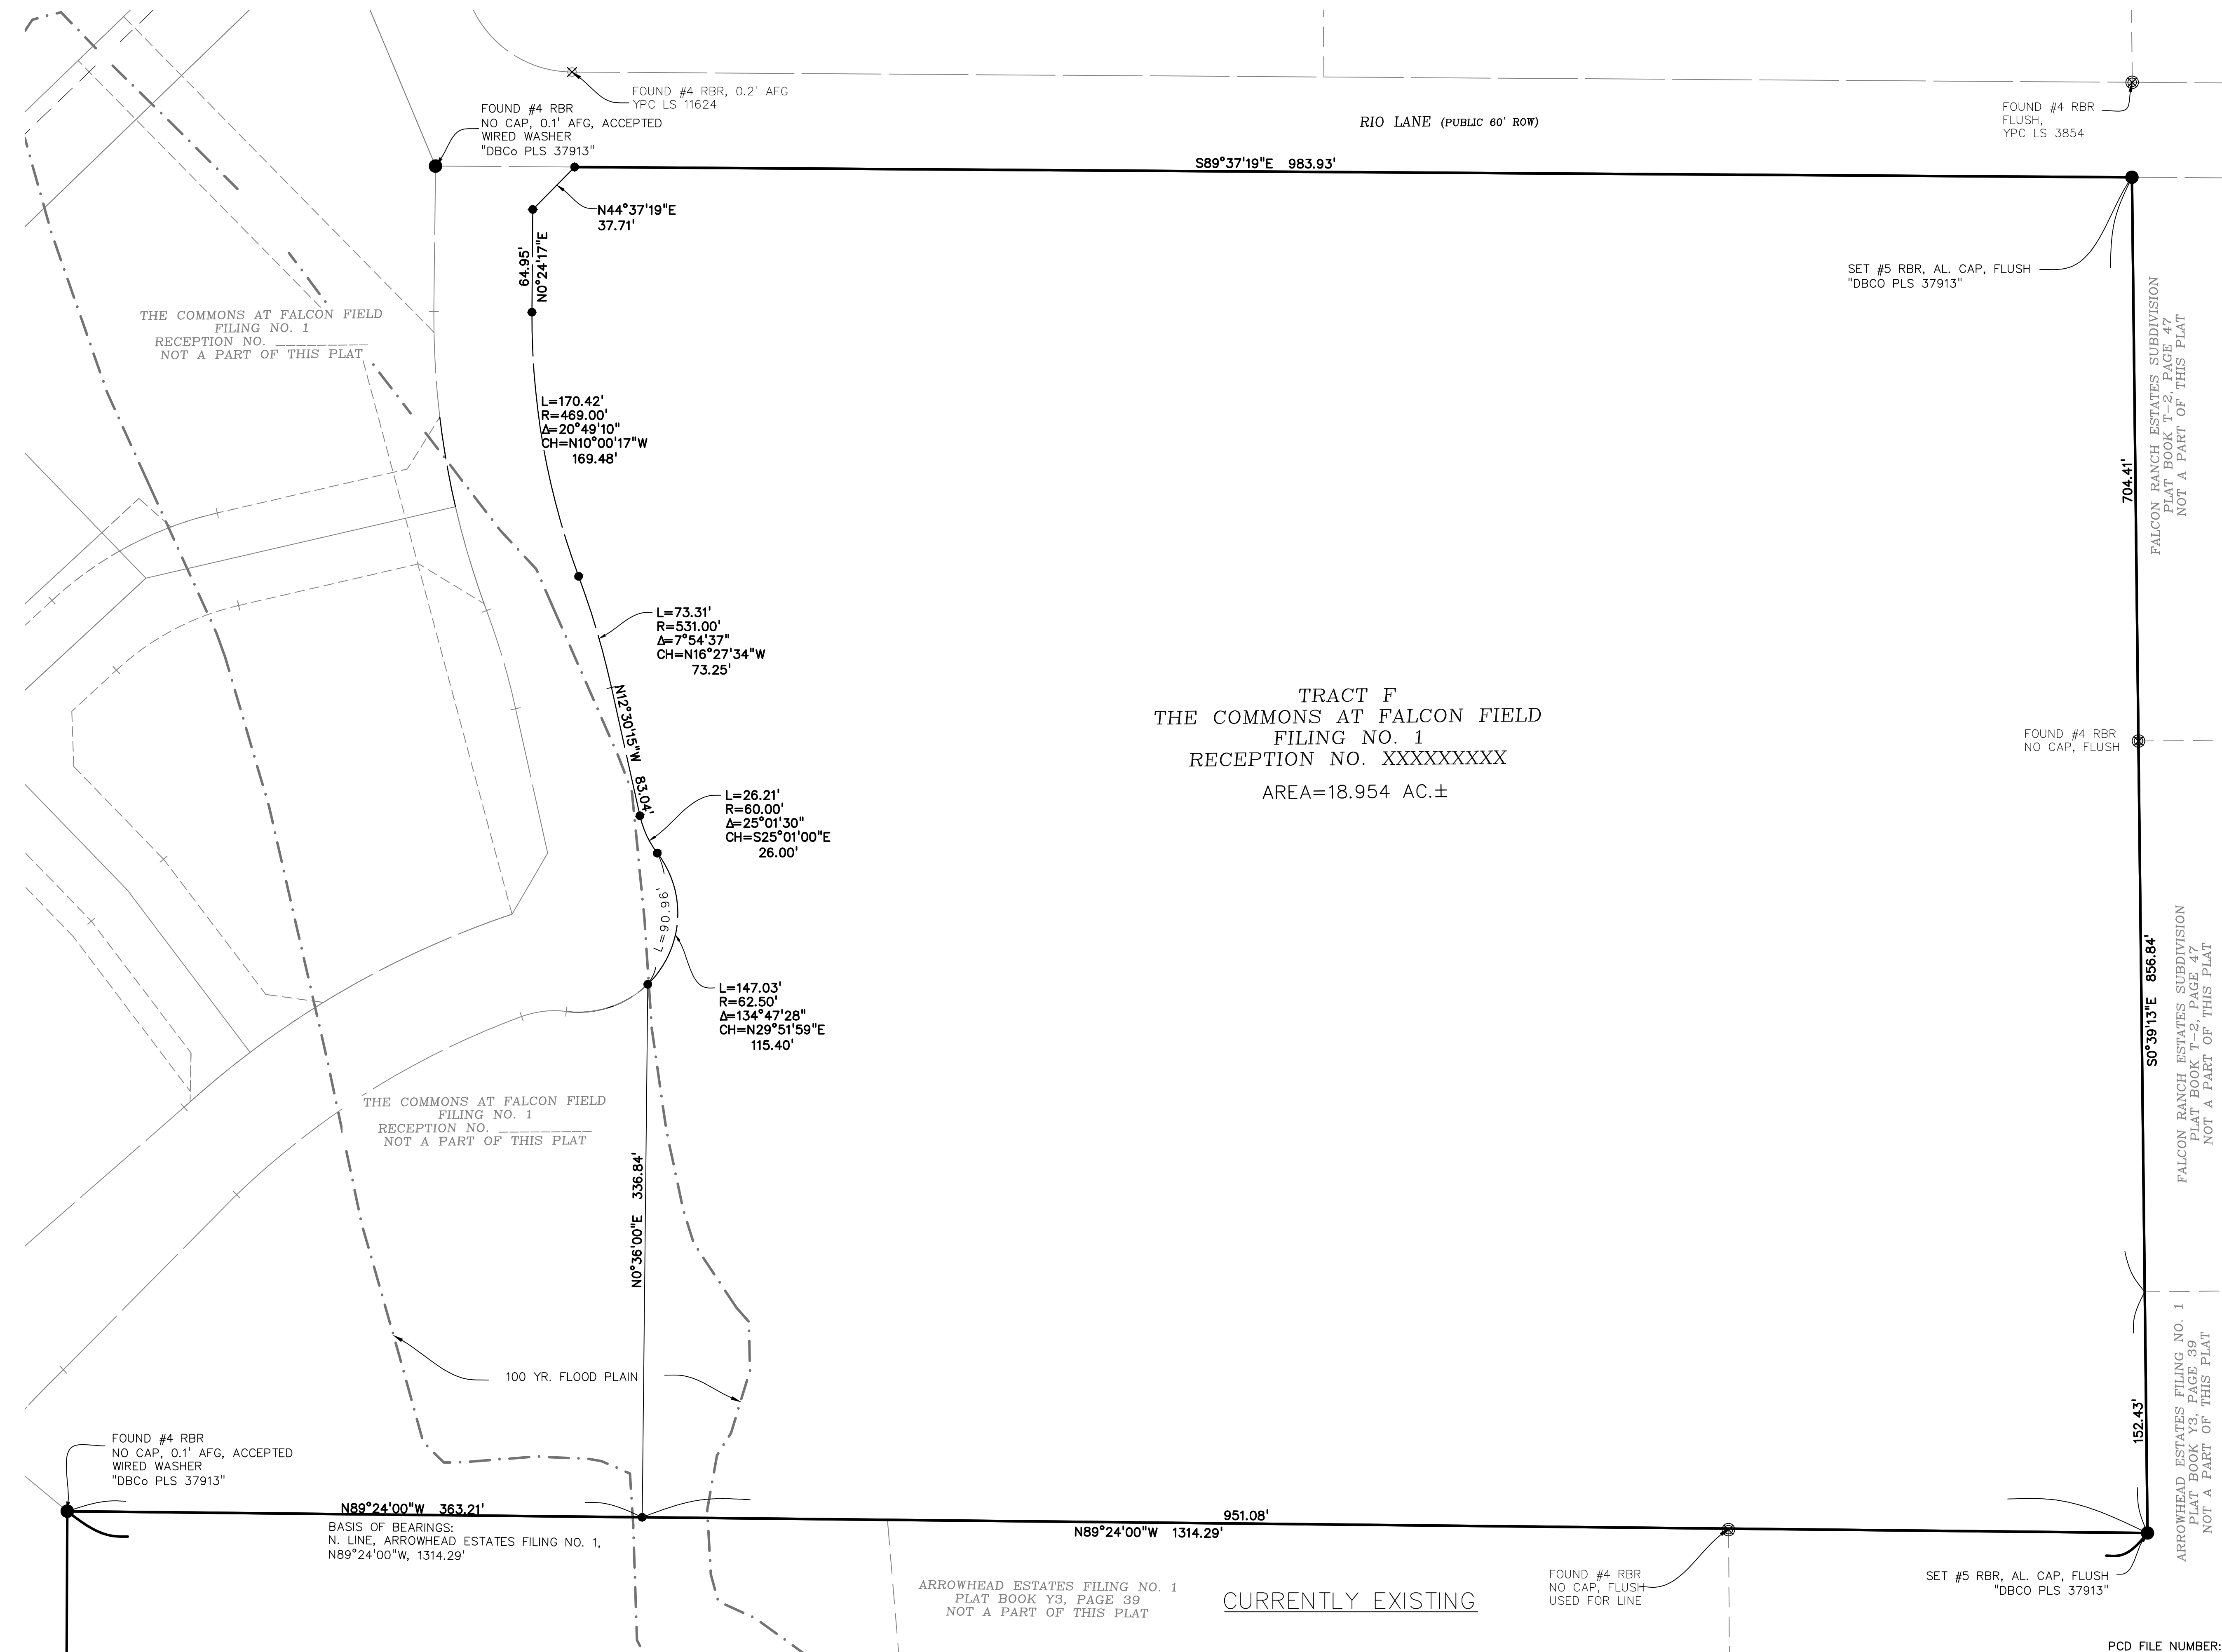 FOUND #4 RBR, 0.2' AFG
YPC LS 11624
FOUND #4 RBR
NO CAP, 0.1' AFG, ACCEPTED
WIRED WASHER
"DBCo PLS 37913"
RIO LANE (PUBLIC 60' ROW)
FOUND #4 RBR
FLUSH,
YPC LS 3854
S89°37'19"E 983.93'
N44°37'19"E
37.71'
64.95'
N0°24'17"E
SET #5 RBR, AL. CAP, FLUSH
"DBCO PLS 37913"
THE COMMONS AT FALCON FIELD
FILING NO. 1
RECEPTION NO. _________
NOT A PART OF THIS PLAT
FALCON RANCH ESTATES SUBDIVISION
PLAT BOOK T-2, PAGE 47
NOT A PART OF THIS PLAT
L=170.42'
R=469.00'
Δ=20°49'10"
CH=N10°00'17"W
169.48'
704.41'
L=73.31'
R=531.00'
Δ=7°54'37"
CH=N16°27'34"W
73.25'
N12°30'15"W 83.04'
TRACT F
THE COMMONS AT FALCON FIELD
FILING NO. 1
RECEPTION NO. XXXXXXXXX
AREA=18.954 AC.±
FOUND #4 RBR
NO CAP, FLUSH
L=26.21'
R=60.00'
Δ=25°01'30"
CH=S25°01'00"E
26.00'
L=90.96'
L=147.03'
R=62.50'
Δ=134°47'28"
CH=N29°51'59"E
115.40'
S0°39'13"E 856.84'
FALCON RANCH ESTATES SUBDIVISION
PLAT BOOK T-2, PAGE 47
NOT A PART OF THIS PLAT
THE COMMONS AT FALCON FIELD
FILING NO. 1
RECEPTION NO. _________
NOT A PART OF THIS PLAT
N0°36'00"E 336.84'
100 YR. FLOOD PLAIN
152.43'
ARROWHEAD ESTATES FILING NO. 1
PLAT BOOK Y3, PAGE 39
NOT A PART OF THIS PLAT
FOUND #4 RBR
NO CAP, 0.1' AFG, ACCEPTED
WIRED WASHER
"DBCo PLS 37913"
N89°24'00"W 363.21'
BASIS OF BEARINGS:
N. LINE, ARROWHEAD ESTATES FILING NO. 1,
N89°24'00"W, 1314.29'
951.08'
N89°24'00"W 1314.29'
ARROWHEAD ESTATES FILING NO. 1
PLAT BOOK Y3, PAGE 39
NOT A PART OF THIS PLAT
CURRENTLY EXISTING
FOUND #4 RBR
NO CAP, FLUSH
USED FOR LINE
SET #5 RBR, AL. CAP, FLUSH
"DBCO PLS 37913"
PCD FILE NUMBER: